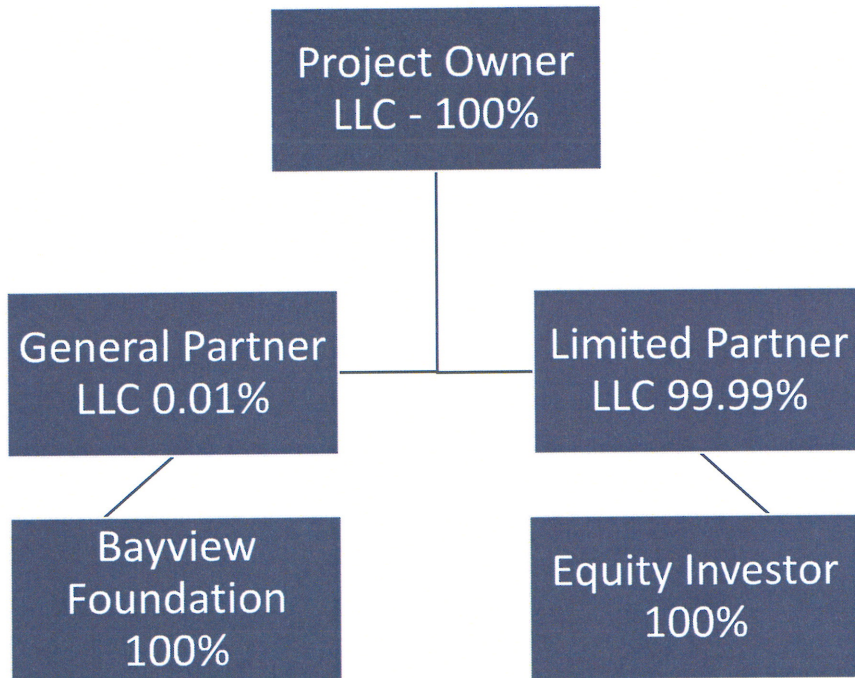 Project Owner
LLC - 100%
General Partner
LLC 0.01%
Limited Partner
LLC 99.99%
Bayview
Foundation
100%
Equity Investor
100%